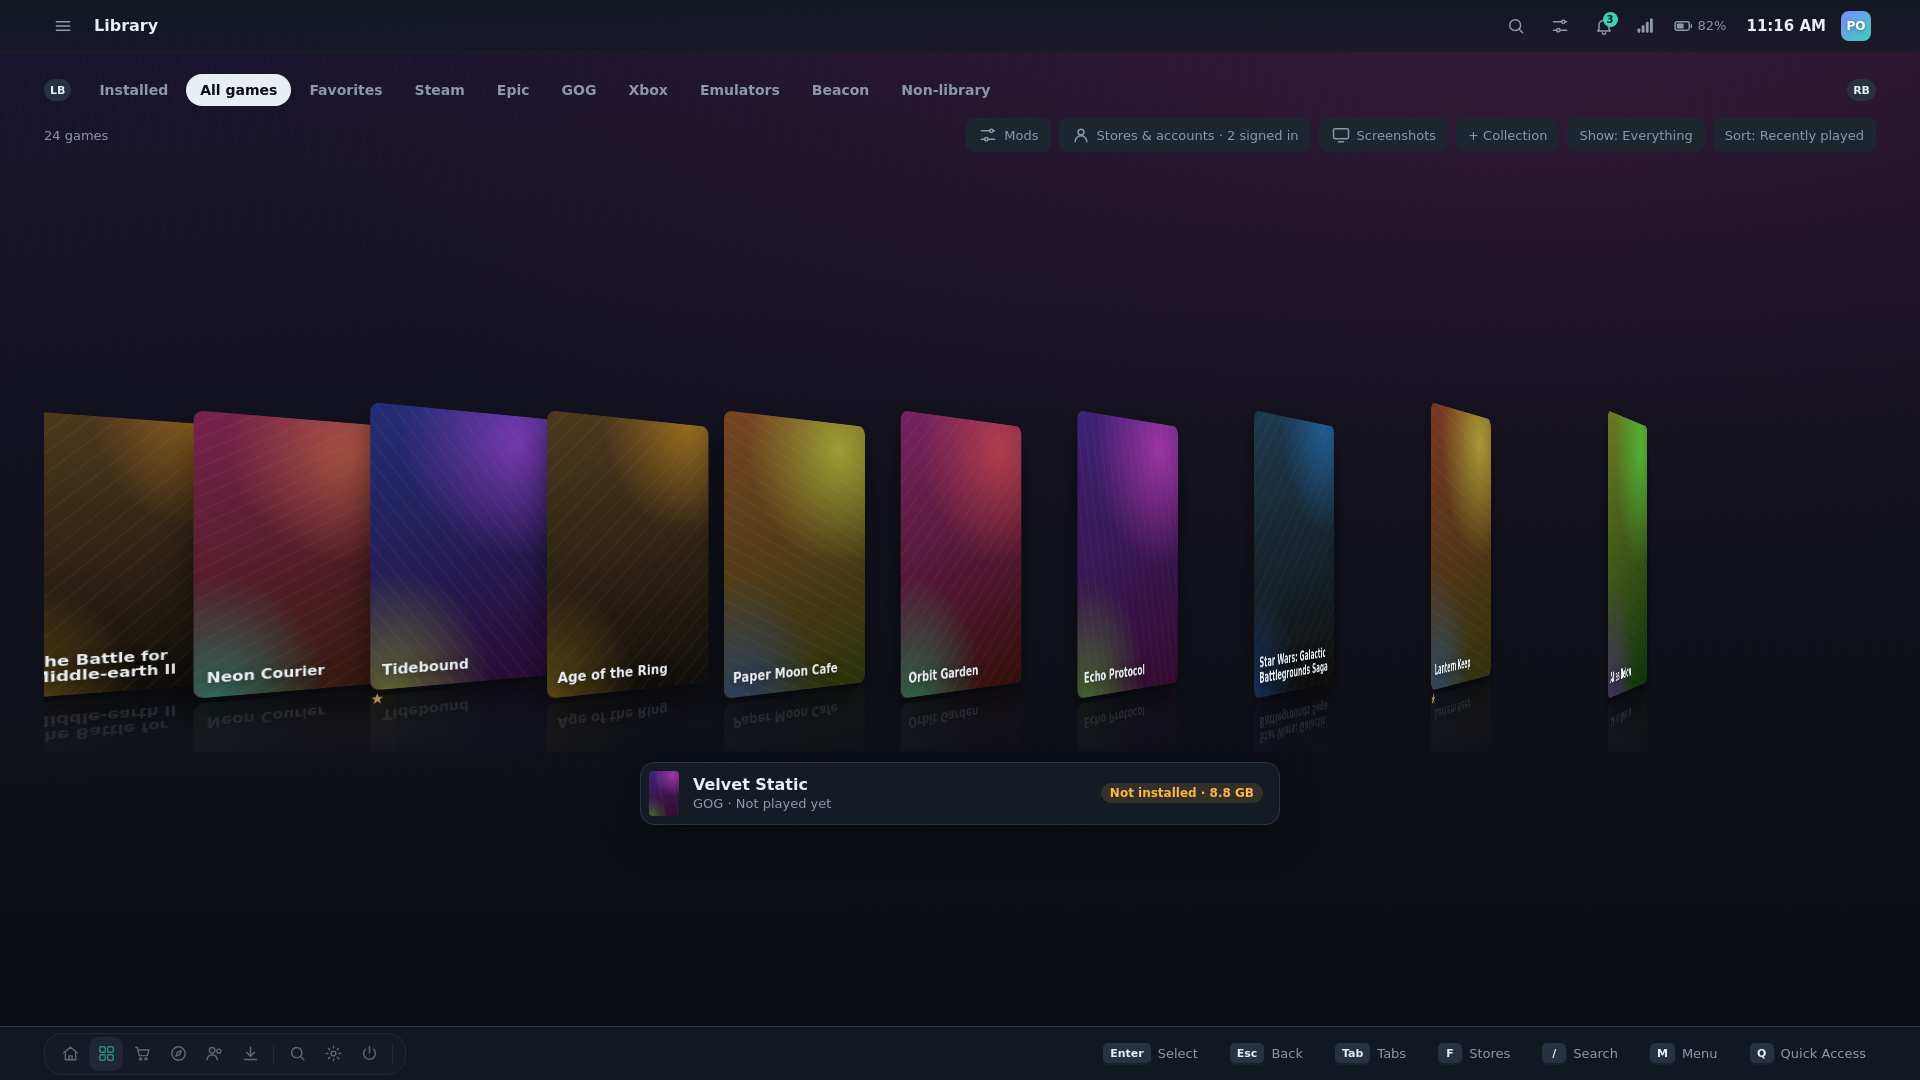 Library
3
82%
11:16 AM
PO
LB
Installed
All games
Favorites
Steam
Epic
GOG
Xbox
Emulators
Beacon
Non-library
RB
24 games
Mods
Stores & accounts · 2 signed in
Screenshots
+ Collection
Show: Everything
Sort: Recently played
he Battle for
iddle-earth II
Neon Courier
Tidebound
Age of the Ring
Paper Moon Cafe
Orbit Garden
Echo Protocol
Star Wars: Galactic
Battlegrounds Saga
Lantern Keep
Velvet Static
GOG · Not played yet
Not installed · 8.8 GB
Enter Select
Esc Back
Tab Tabs
F Stores
/ Search
M Menu
Q Quick Access